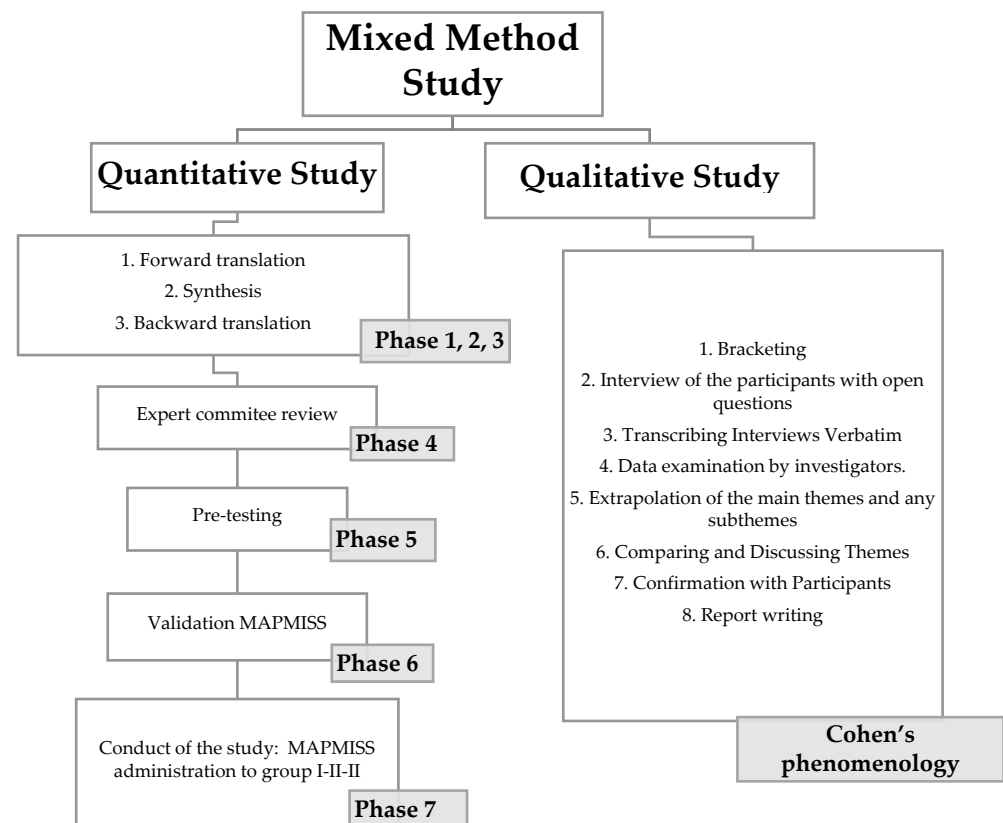 Mixed Method
Study
Quantitative Study
Qualitative Study
1. Forward translation
2. Synthesis
3. Backward translation
Phase 1, 2, 3
Expert commitee review
Phase 4
Pre-testing
Phase 5
Validation MAPMISS
Phase 6
Conduct of the study: MAPMISS
administration to group I-II-II
Phase 7
1. Bracketing
2. Interview of the participants with open
questions
3. Transcribing Interviews Verbatim
4. Data examination by investigators.
5. Extrapolation of the main themes and any
subthemes
6. Comparing and Discussing Themes
7. Confirmation with Participants
8. Report writing
Cohen's
phenomenology